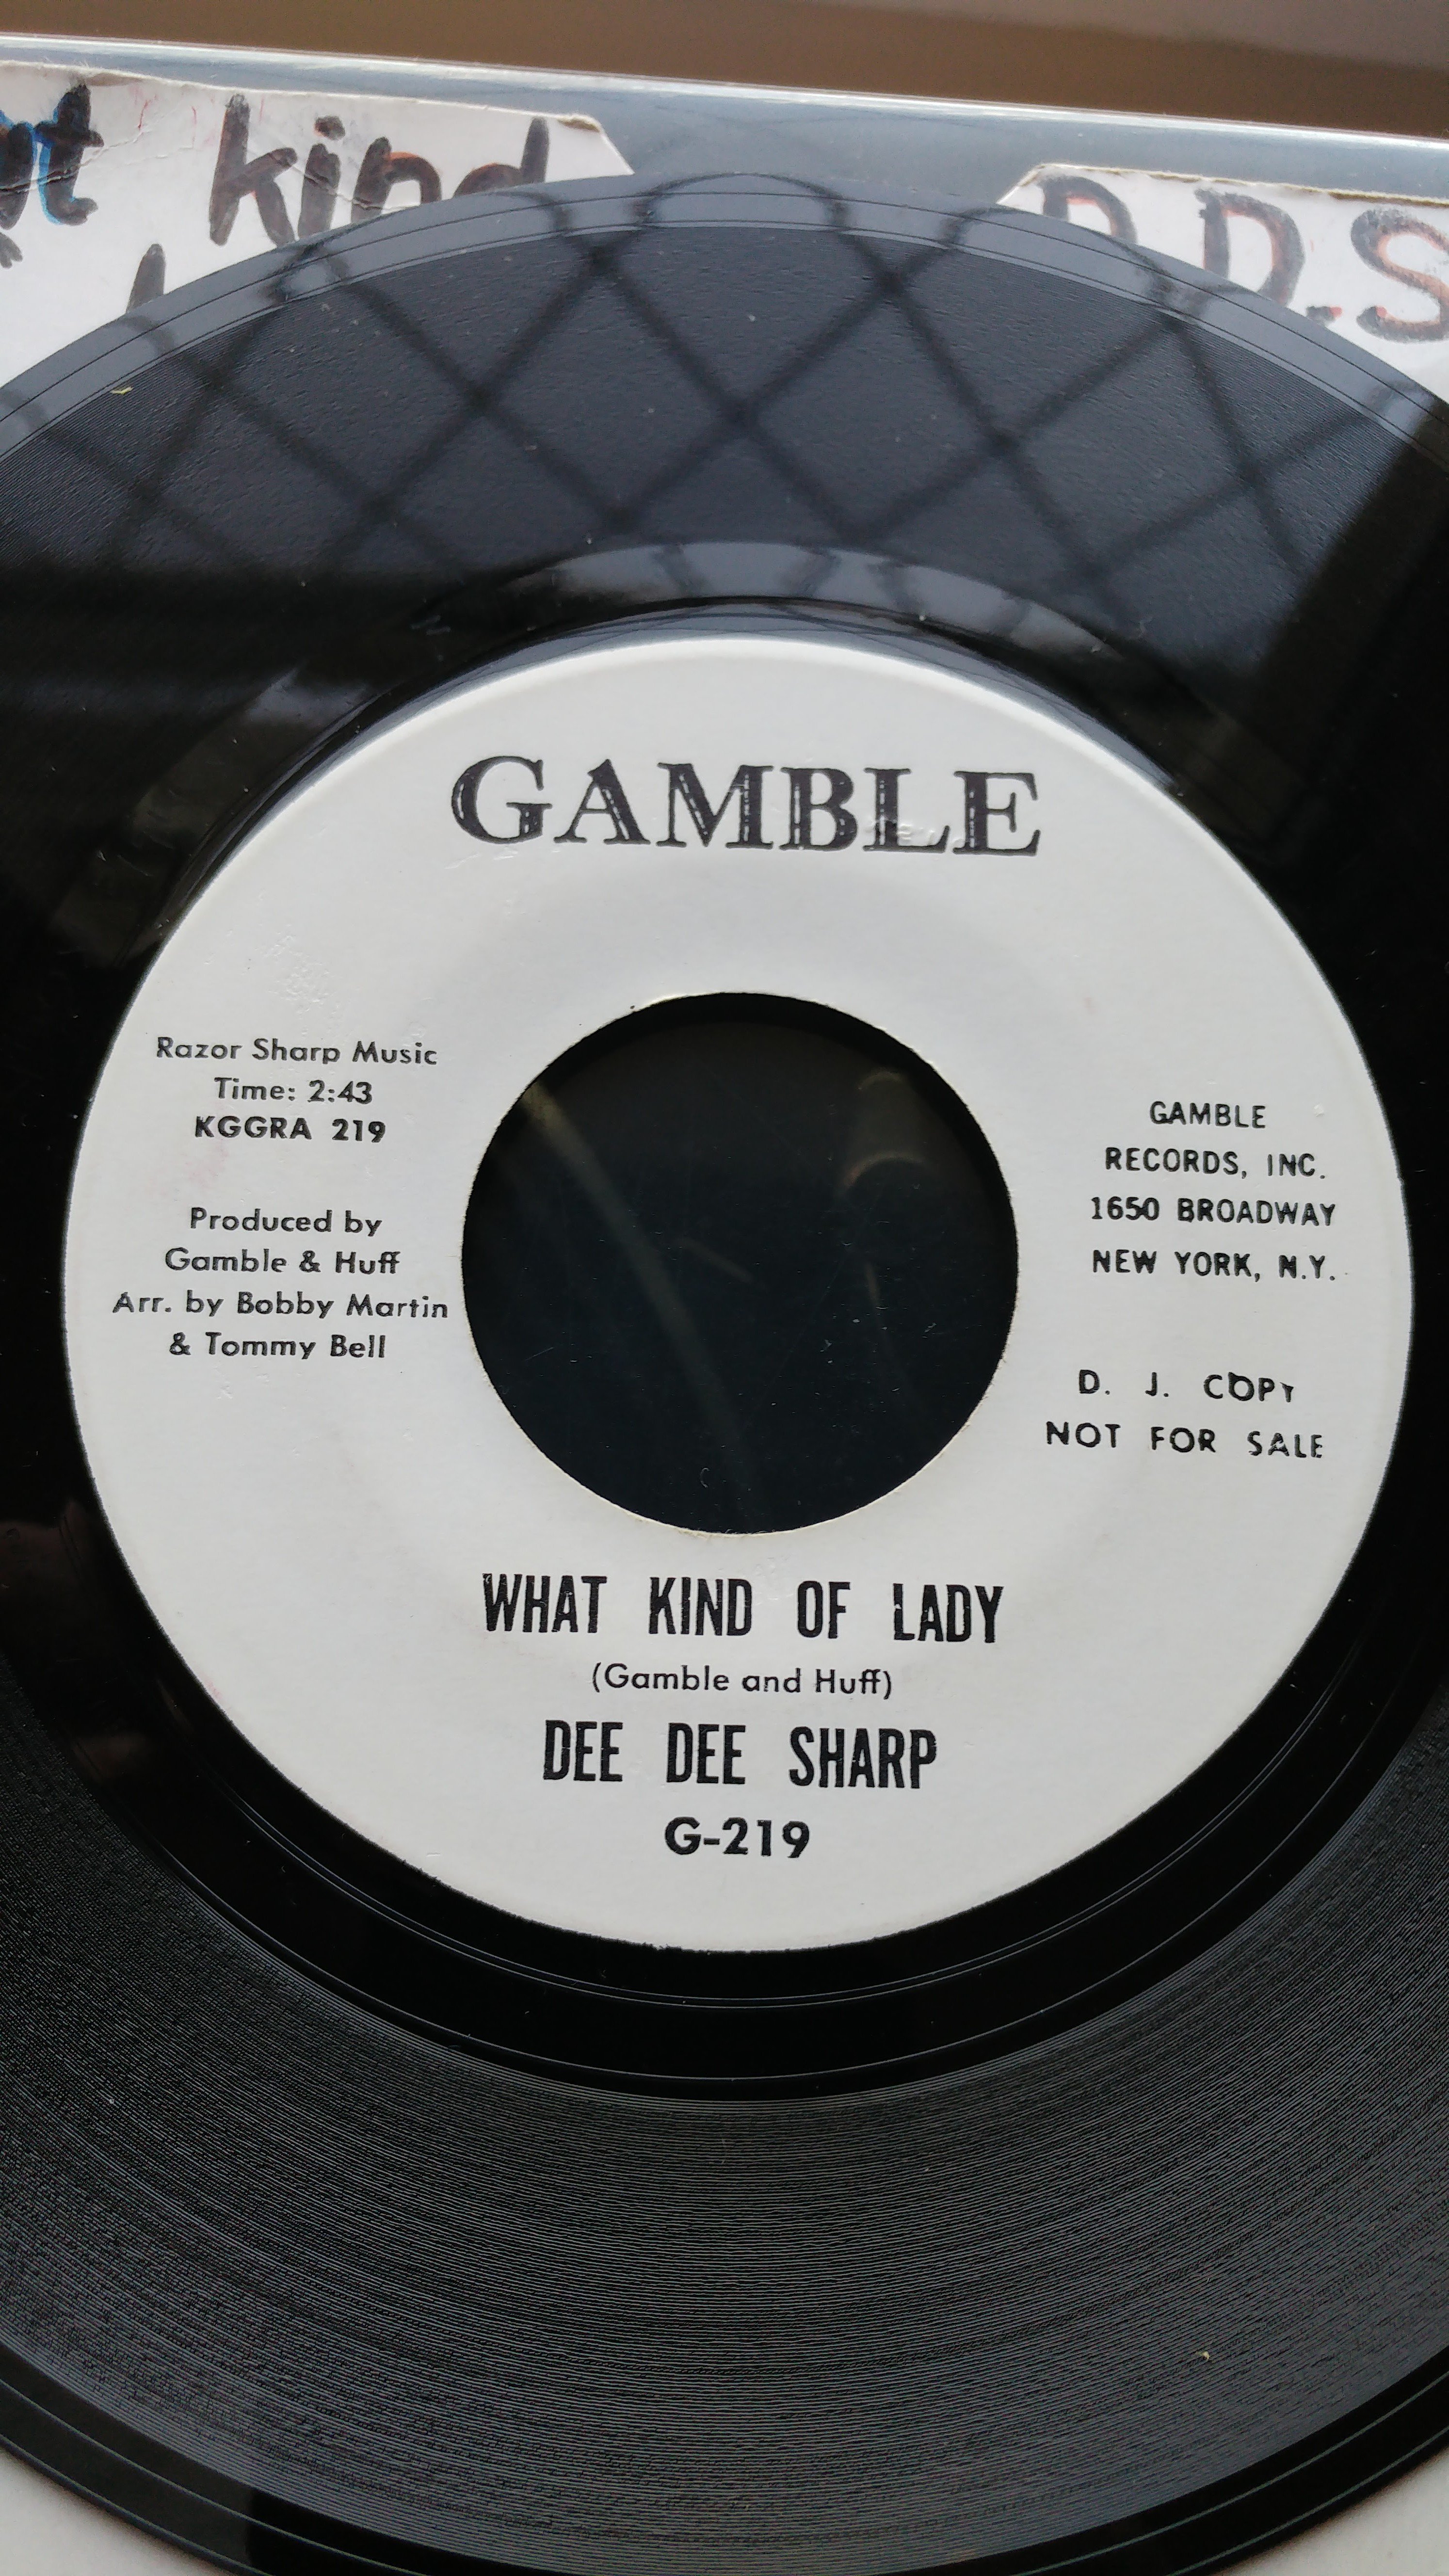 kind
D.D.S
GAMBLE
Razor Sharp Music
Time: 2:43
KGGRA 219
Produced by
Gamble & Huff
Arr. by Bobby Martin
& Tommy Bell
GAMBLE
RECORDS, INC.
1650 BROADWAY
NEW YORK, N.Y.
D. J. COPY
NOT FOR SALE
WHAT KIND OF LADY
(Gamble and Huff)
DEE DEE SHARP
G-219